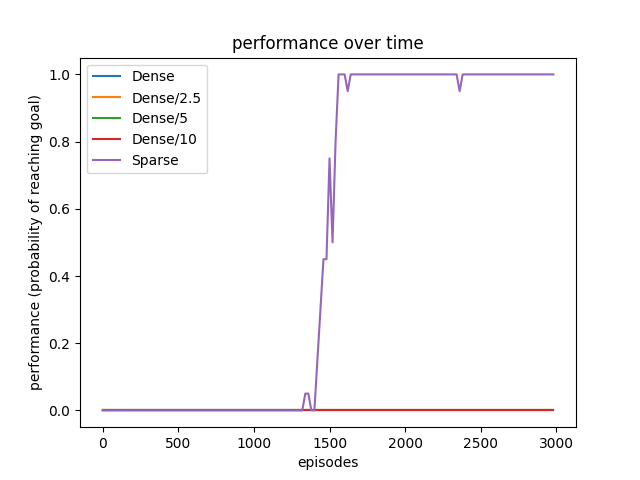 performance over time
performance (probability of reaching goal)
1.0
0.8
0.6
0.4
0.2
0.0
Dense
Dense/2.5
Dense/5
Dense/10
Sparse
0 500 1000 1500 2000 2500 3000
episodes